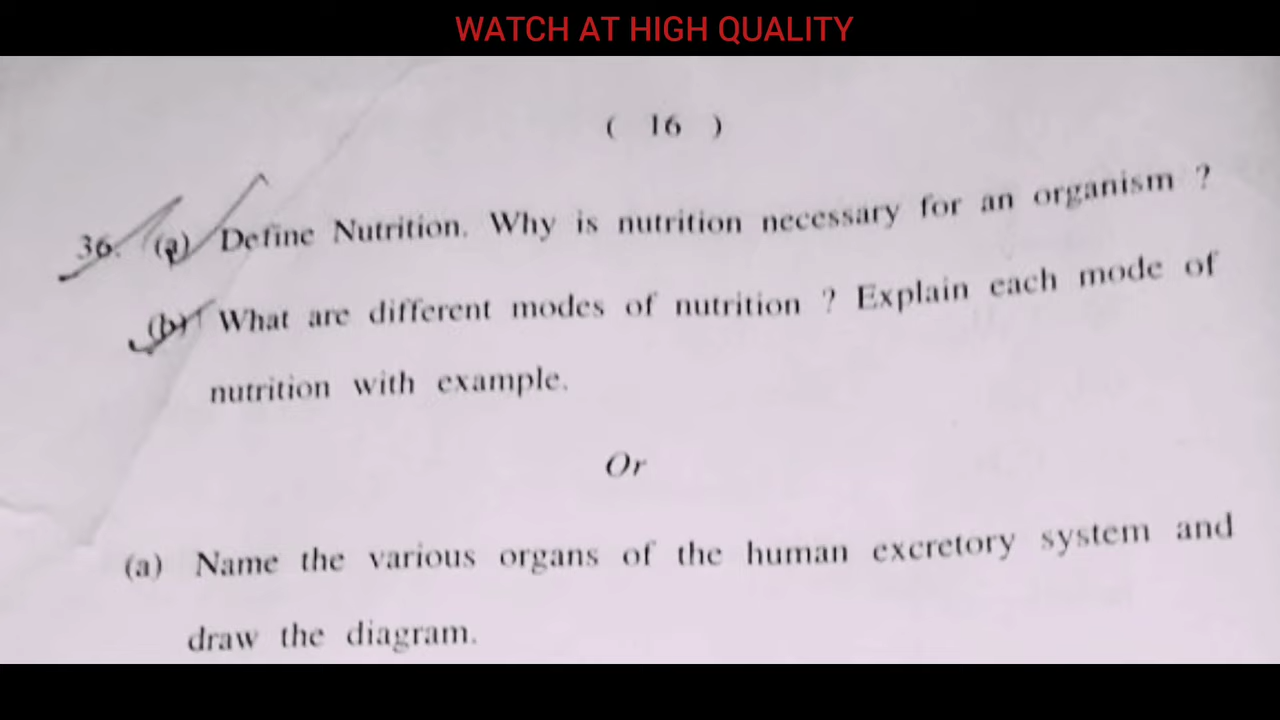 WATCH AT HIGH QUALITY
( 16 )
36. (a) Define Nutrition. Why is nutrition necessary for an organism ?
(b) What are different modes of nutrition ? Explain each mode of
nutrition with example.
Or
(a) Name the various organs of the human excretory system and
draw the diagram.